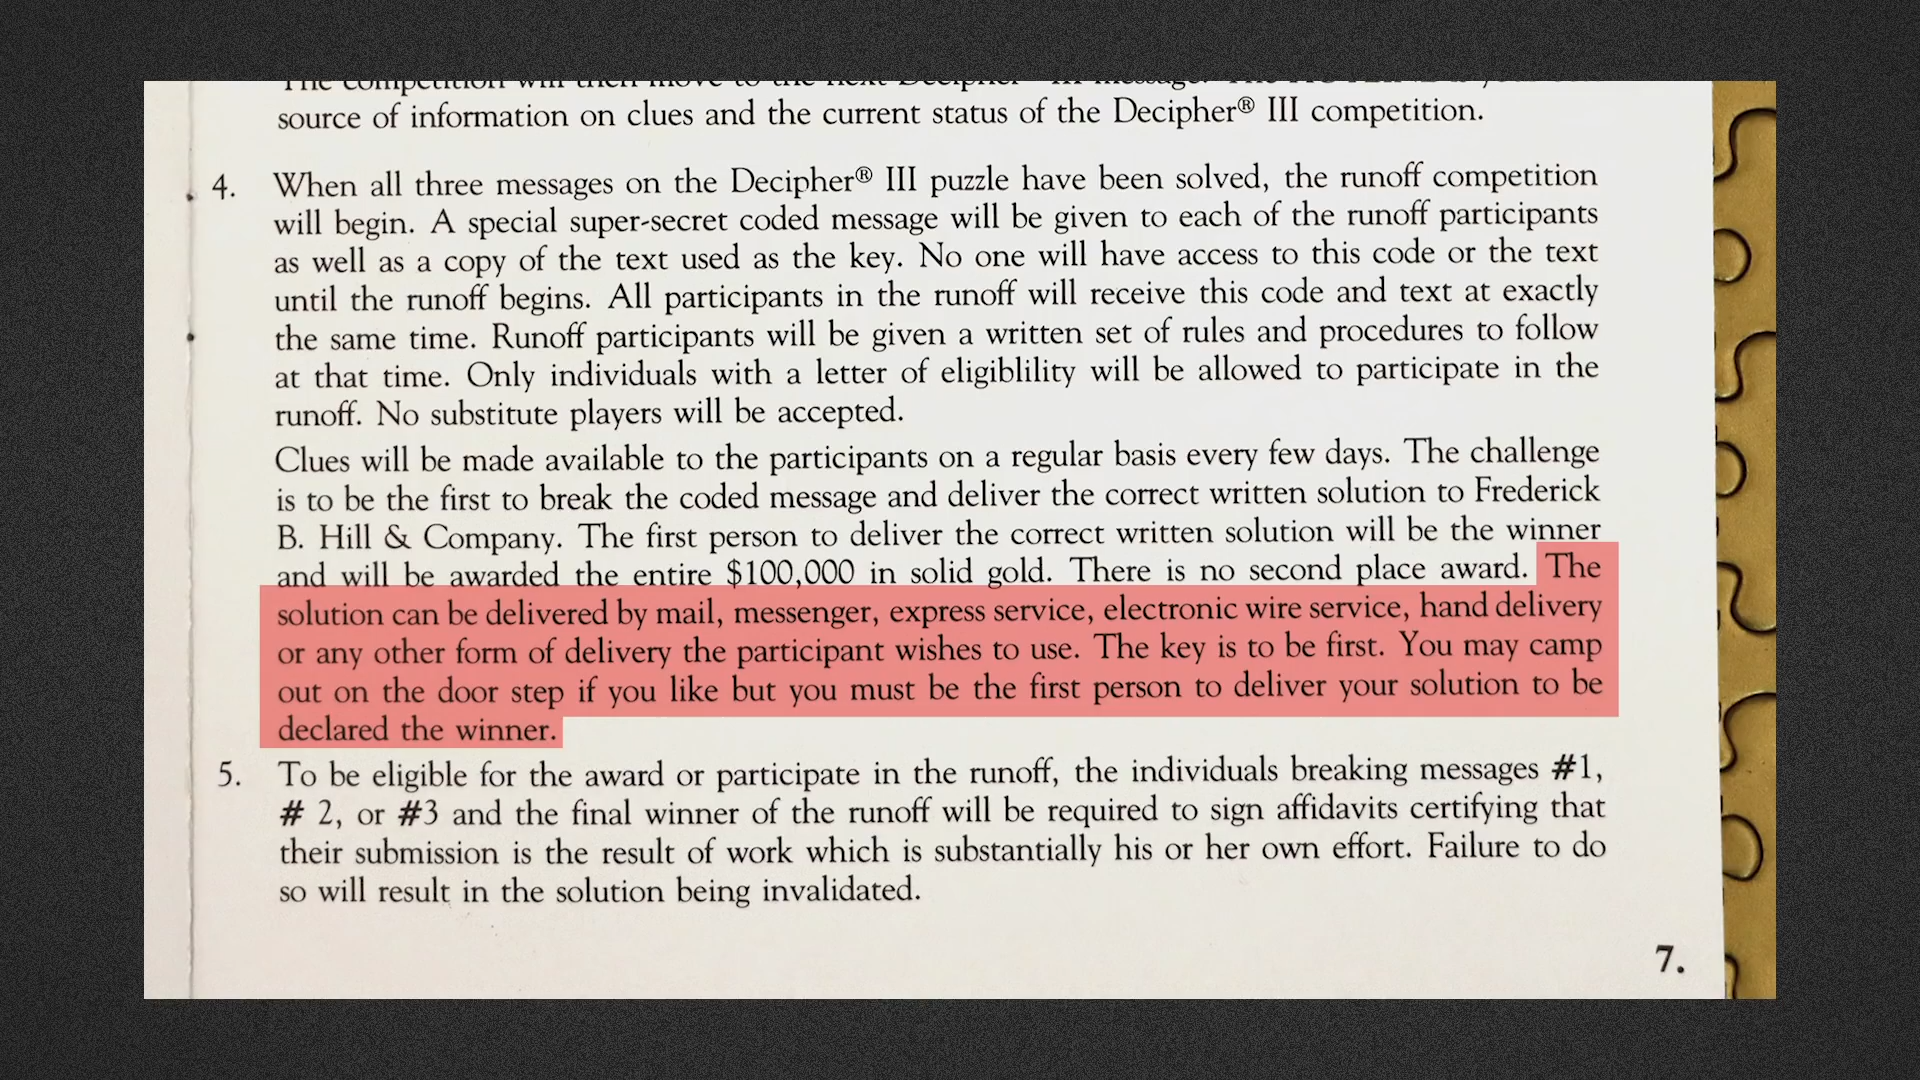 The competition will then move to the next Decipher® III message. The
source of information on clues and the current status of the Decipher® III competition.
4. When all three messages on the Decipher® III puzzle have been solved, the runoff competition
will begin. A special super-secret coded message will be given to each of the runoff participants
as well as a copy of the text used as the key. No one will have access to this code or the text
until the runoff begins. All participants in the runoff will receive this code and text at exactly
the same time. Runoff participants will be given a written set of rules and procedures to follow
at that time. Only individuals with a letter of eligiblility will be allowed to participate in the
runoff. No substitute players will be accepted.
Clues will be made available to the participants on a regular basis every few days. The challenge
is to be the first to break the coded message and deliver the correct written solution to Frederick
B. Hill & Company. The first person to deliver the correct written solution will be the winner
and will be awarded the entire $100,000 in solid gold. There is no second place award. The
solution can be delivered by mail, messenger, express service, electronic wire service, hand delivery
or any other form of delivery the participant wishes to use. The key is to be first. You may camp
out on the door step if you like but you must be the first person to deliver your solution to be
declared the winner.
5. To be eligible for the award or participate in the runoff, the individuals breaking messages #1,
# 2, or #3 and the final winner of the runoff will be required to sign affidavits certifying that
their submission is the result of work which is substantially his or her own effort. Failure to do
so will result in the solution being invalidated.
7.